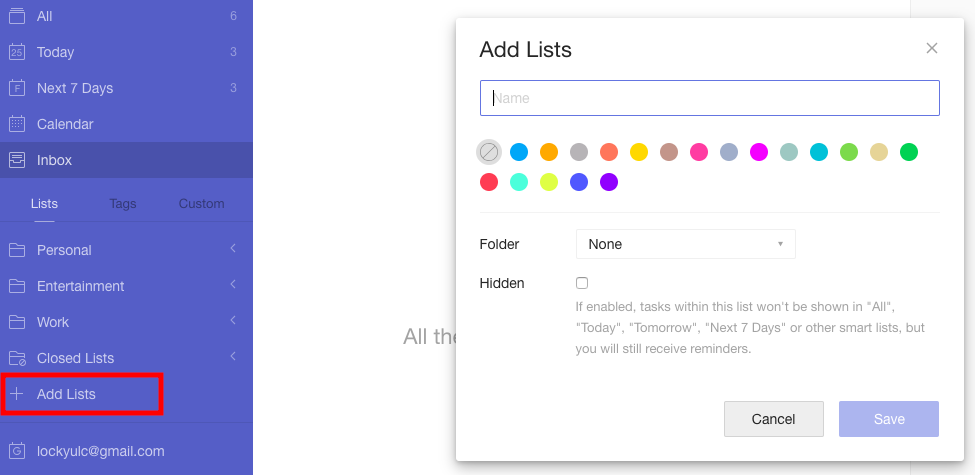 All 6
25 Today 3
F Next 7 Days 3
Calendar
Inbox
Lists Tags Custom
Personal
Entertainment
Work
Closed Lists
Add Lists
G lockyulc@gmail.com
All the
Add Lists
Name
Folder None
Hidden
If enabled, tasks within this list won't be shown in "All",
"Today", "Tomorrow", "Next 7 Days" or other smart lists, but
you will still receive reminders.
Cancel Save